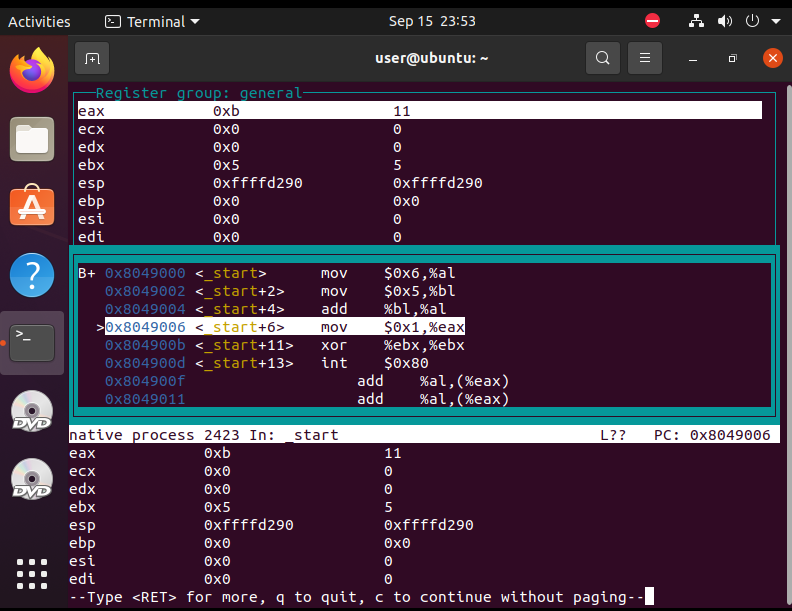 Activities Terminal Sep 15 23:53
user@ubuntu: ~
Register group: general
eax 0xb 11
ecx 0x0 0
edx 0x0 0
ebx 0x5 5
esp 0xffffd290 0xffffd290
ebp 0x0 0x0
esi 0x0 0
edi 0x0 0
B+ 0x8049000 <_start> mov $0x6,%al
0x8049002 <_start+2> mov $0x5,%bl
0x8049004 <_start+4> add %bl,%al
>0x8049006 <_start+6> mov $0x1,%eax
0x804900b <_start+11> xor %ebx,%ebx
0x804900d <_start+13> int $0x80
0x804900f add %al,(%eax)
0x8049011 add %al,(%eax)
native process 2423 In: _start L?? PC: 0x8049006
eax 0xb 11
ecx 0x0 0
edx 0x0 0
ebx 0x5 5
esp 0xffffd290 0xffffd290
ebp 0x0 0x0
esi 0x0 0
edi 0x0 0
--Type <RET> for more, q to quit, c to continue without paging--
>_
?
DVD
DVD